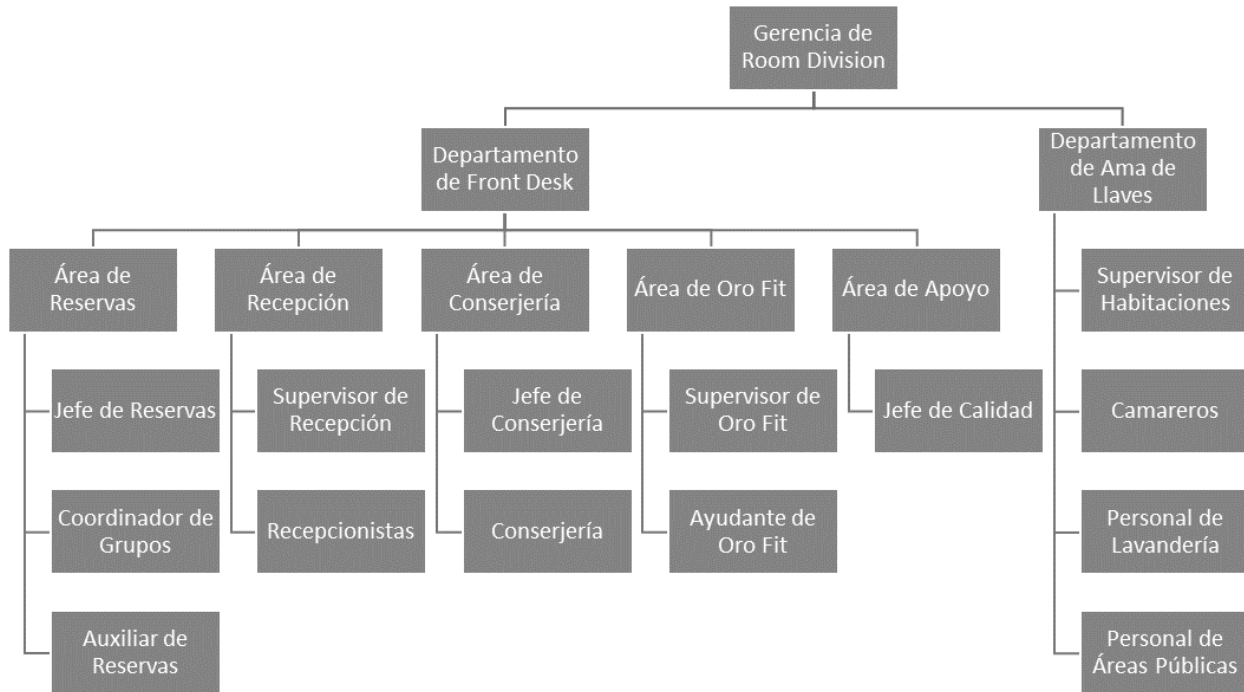 Gerencia de
Room Division
Departamento
de Front Desk
Departamento
de Ama de
Llaves
Área de
Reservas
Área de
Recepción
Área de
Conserjería
Área de Oro Fit
Área de Apoyo
Supervisor de
Habitaciones
Jefe de Reservas
Supervisor de
Recepción
Jefe de
Conserjería
Supervisor de
Oro Fit
Jefe de Calidad
Camareros
Coordinador de
Grupos
Recepcionistas
Conserjería
Ayudante de
Oro Fit
Personal de
Lavandería
Auxiliar de
Reservas
Personal de
Áreas Públicas